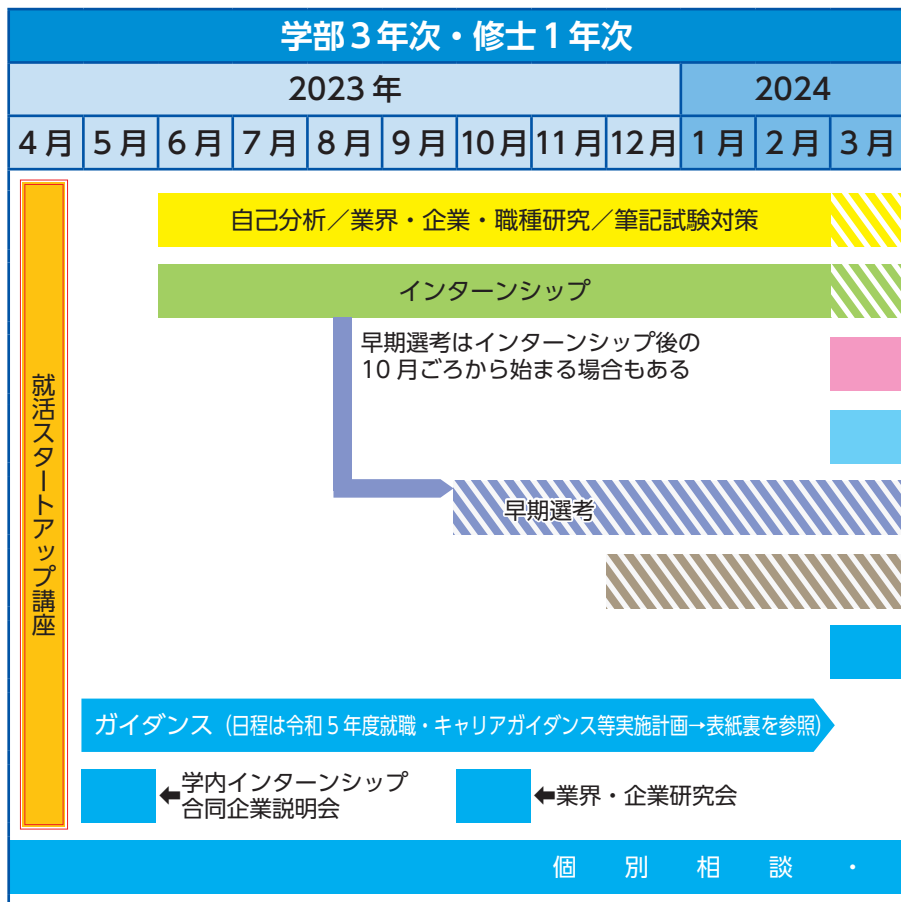 学部3年次・修士1年次
2023年
2024
4月 5月 6月 7月 8月 9月 10月 11月 12月 1月 2月 3月
就活スタートアップ講座
自己分析／業界・企業・職種研究／筆記試験対策
インターンシップ
早期選考はインターンシップ後の
10月ごろから始まる場合もある
早期選考
ガイダンス（日程は令和5年度就職・キャリアガイダンス等実施計画→表紙裏を参照）
⬅学内インターンシップ
合同企業説明会
⬅業界・企業研究会
個別相談・